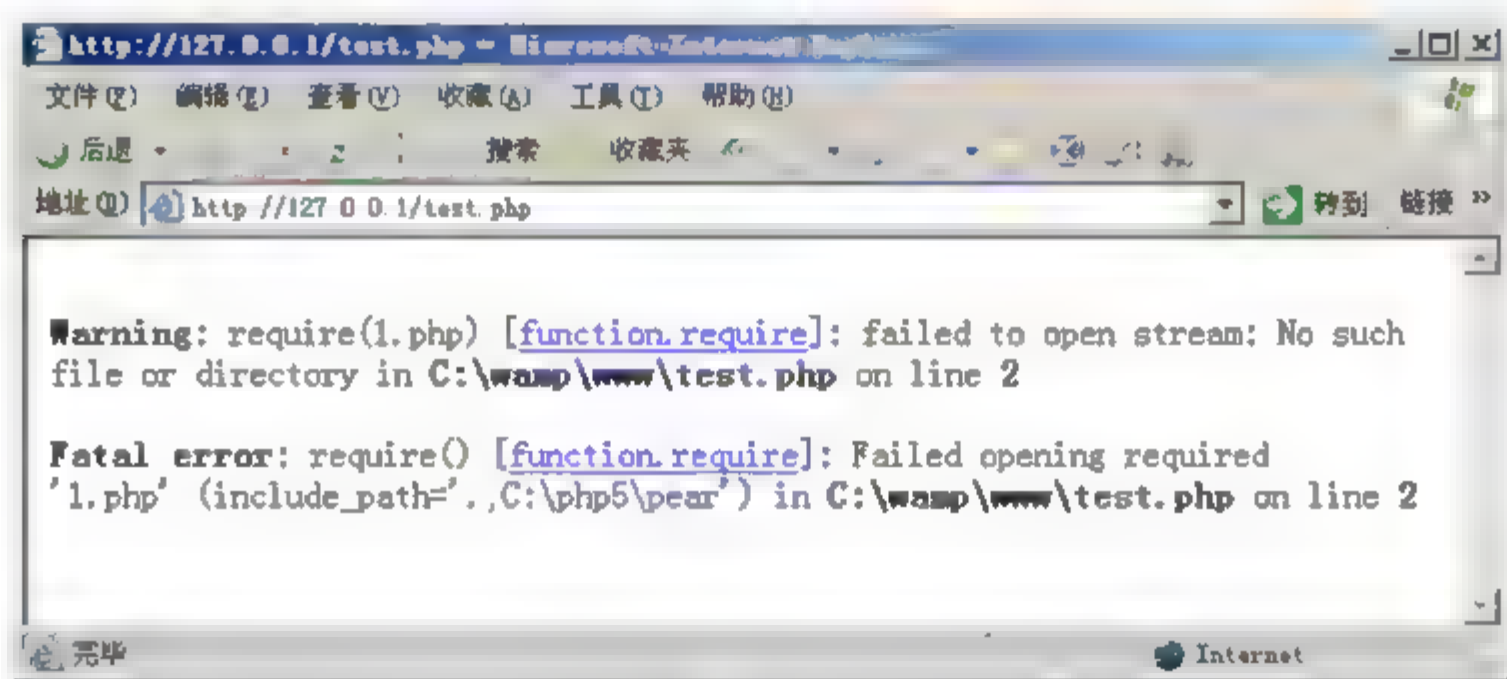 http://127.0.0.1/test.php - Microsoft Internet
文件(F) 编辑(E) 查看(V) 收藏(A) 工具(T) 帮助(H)
后退 搜索 收藏夹
地址(D) http //127 0 0.1/test.php 转到 链接 »
Warning: require(1.php) [function.require]: failed to open stream: No such
file or directory in C:\wamp\www\test.php on line 2
Fatal error: require() [function.require]: Failed opening required
'1.php' (include_path='.,C:\php5\pear') in C:\wamp\www\test.php on line 2
完毕 Internet